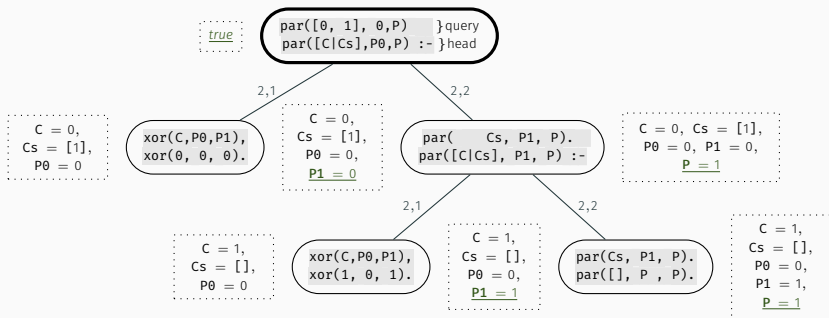 true
par([0, 1], 0,P) }query
par([C|Cs],P0,P) :- }head
2,1
2,2
C = 0,
Cs = [1],
P0 = 0
xor(C,P0,P1),
xor(0, 0, 0).
C = 0,
Cs = [1],
P0 = 0,
P1 = 0
par( Cs, P1, P).
par([C|Cs], P1, P) :-
C = 0, Cs = [1],
P0 = 0, P1 = 0,
P = 1
2,1
2,2
C = 1,
Cs = [],
P0 = 0
xor(C,P0,P1),
xor(1, 0, 1).
C = 1,
Cs = [],
P0 = 0,
P1 = 1
par(Cs, P1, P).
par([], P , P).
C = 1,
Cs = [],
P0 = 0,
P1 = 1,
P = 1